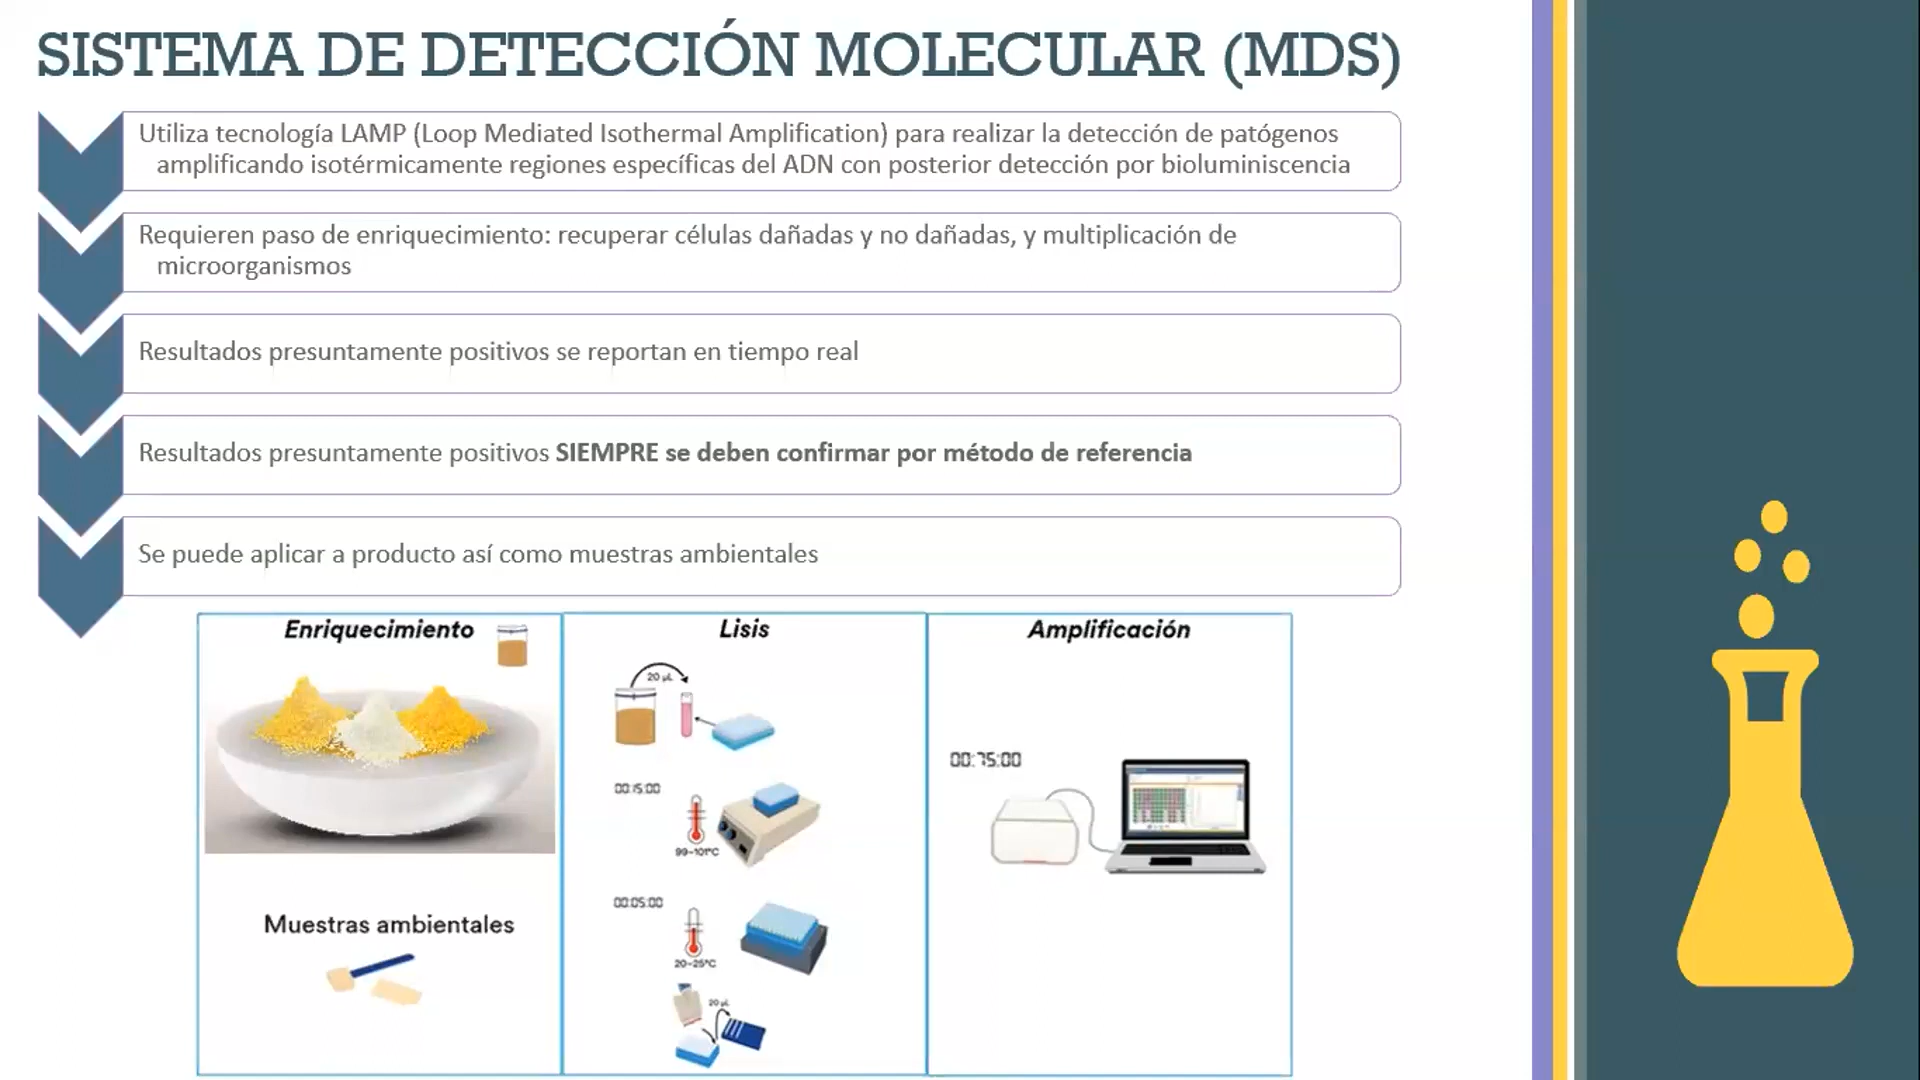 SISTEMA DE DETECCIÓN MOLECULAR (MDS)
Utiliza tecnología LAMP (Loop Mediated Isothermal Amplification) para realizar la detección de patógenos
amplificando isotérmicamente regiones específicas del ADN con posterior detección por bioluminiscencia
Requieren paso de enriquecimiento: recuperar células dañadas y no dañadas, y multiplicación de
microorganismos
Resultados presuntamente positivos se reportan en tiempo real
Resultados presuntamente positivos SIEMPRE se deben confirmar por método de referencia
Se puede aplicar a producto así como muestras ambientales
Enriquecimiento
Muestras ambientales
Lisis
20 µL
00:15:00
99-101°C
00:05:00
20-25°C
20 µL
Amplificación
00:75:00